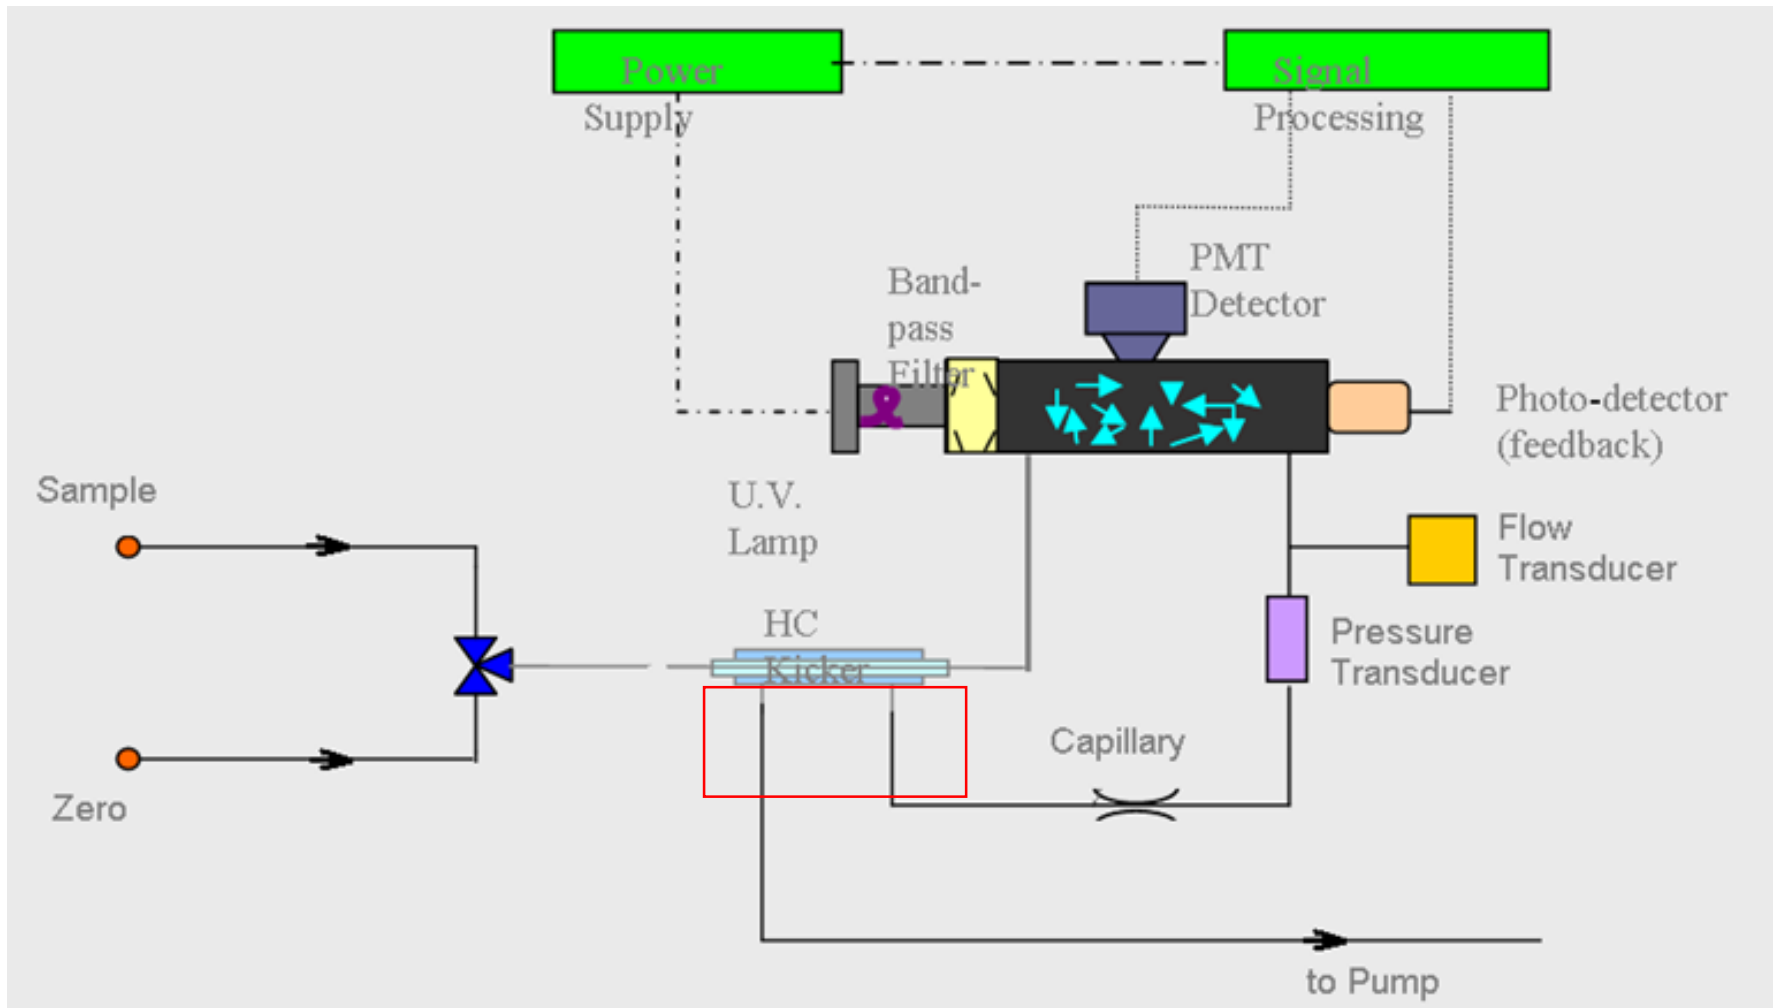 Power
Supply
Signal
Processing
PMT
Detector
Band-
pass
Filter
Photo-detector
(feedback)
Sample
U.V.
Lamp
Flow
Transducer
HC
Kicker
Pressure
Transducer
Capillary
Zero
to Pump